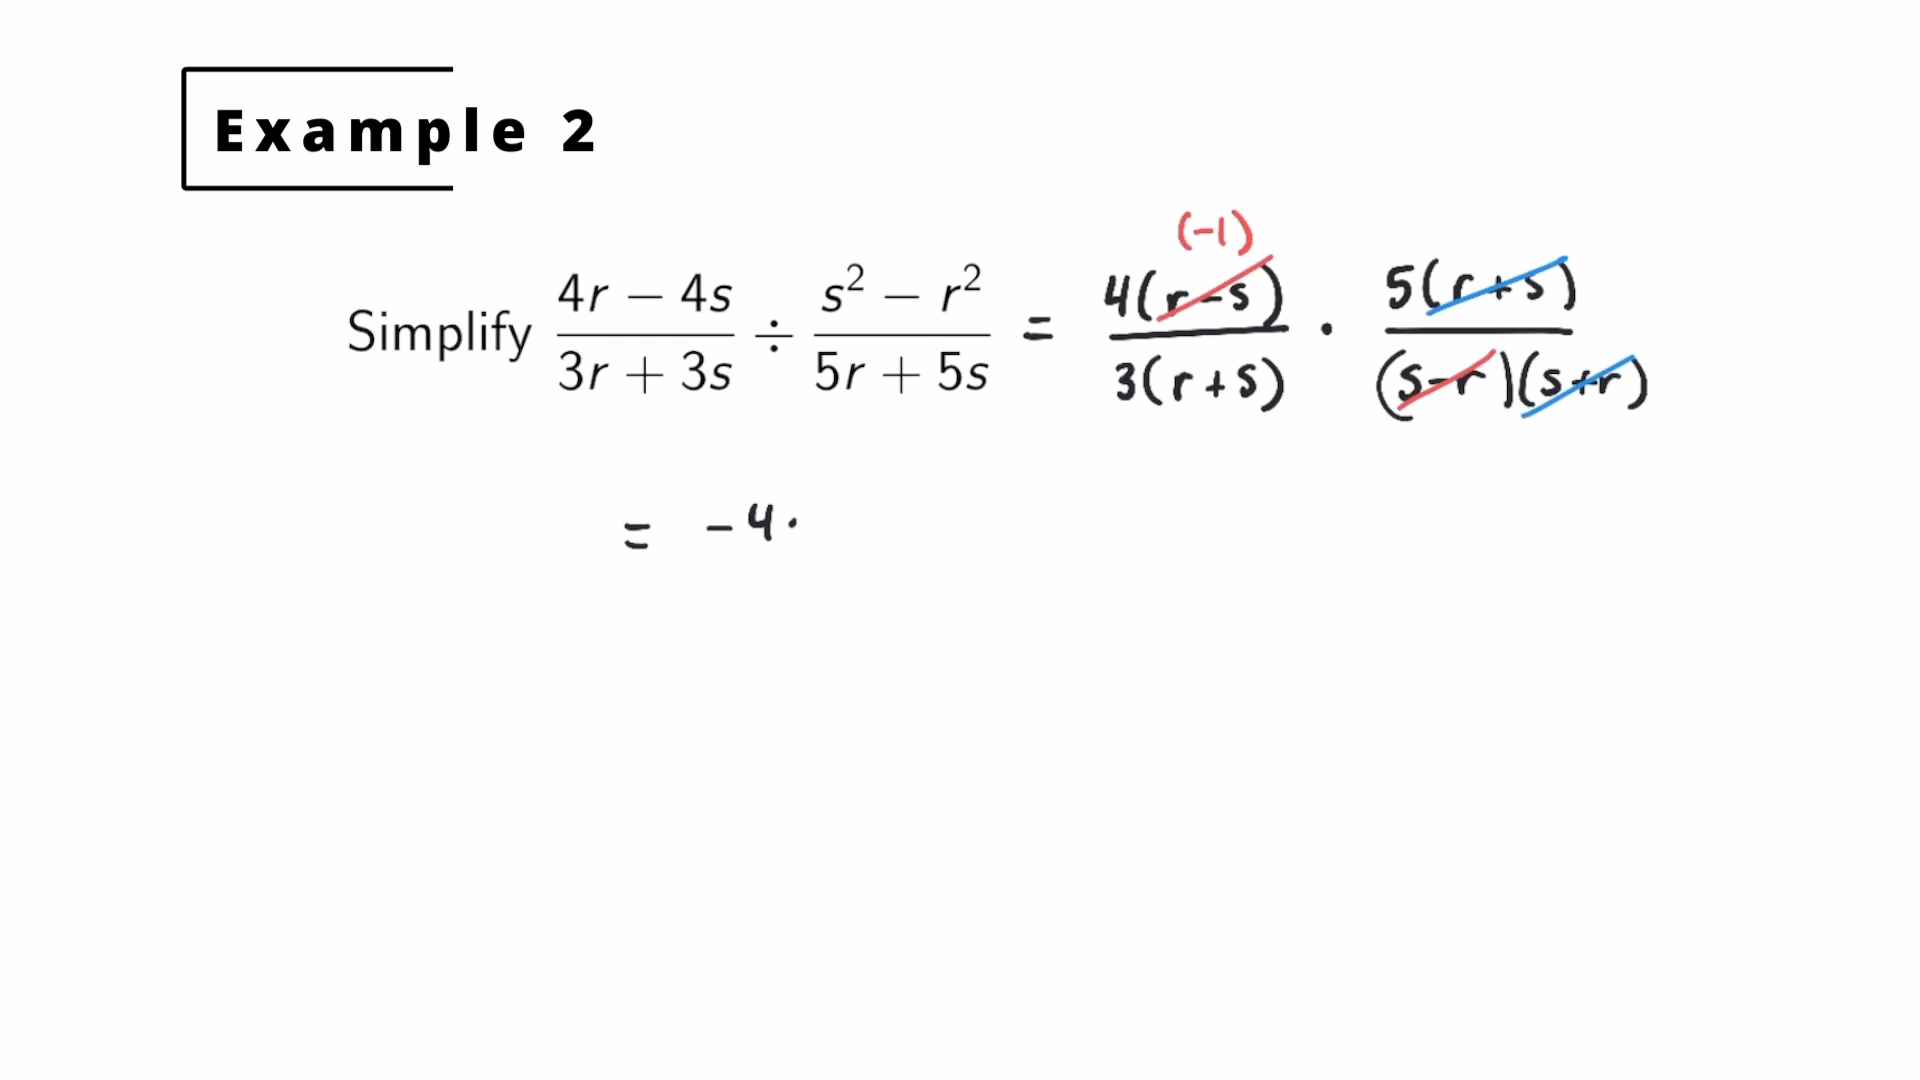 Example 2
(-1)
Simplify (4r − 4s)/(3r + 3s) ÷ (s² − r²)/(5r + 5s) = 4(r-s)/3(r+s) · 5(r+s)/(s-r)(s+r)
= -4·